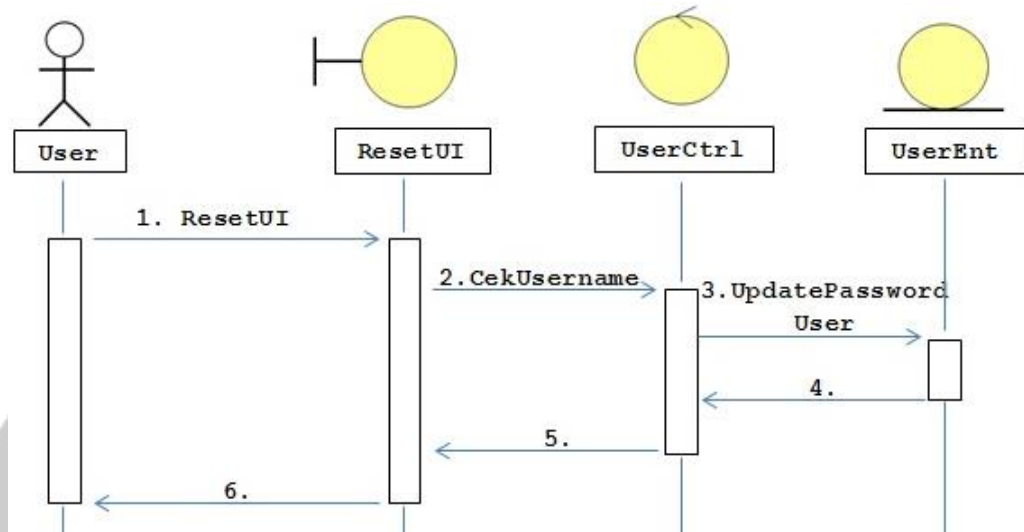 User
ResetUI
UserCtrl
UserEnt
1. ResetUI
2.CekUsername
3.UpdatePassword
User
4.
5.
6.